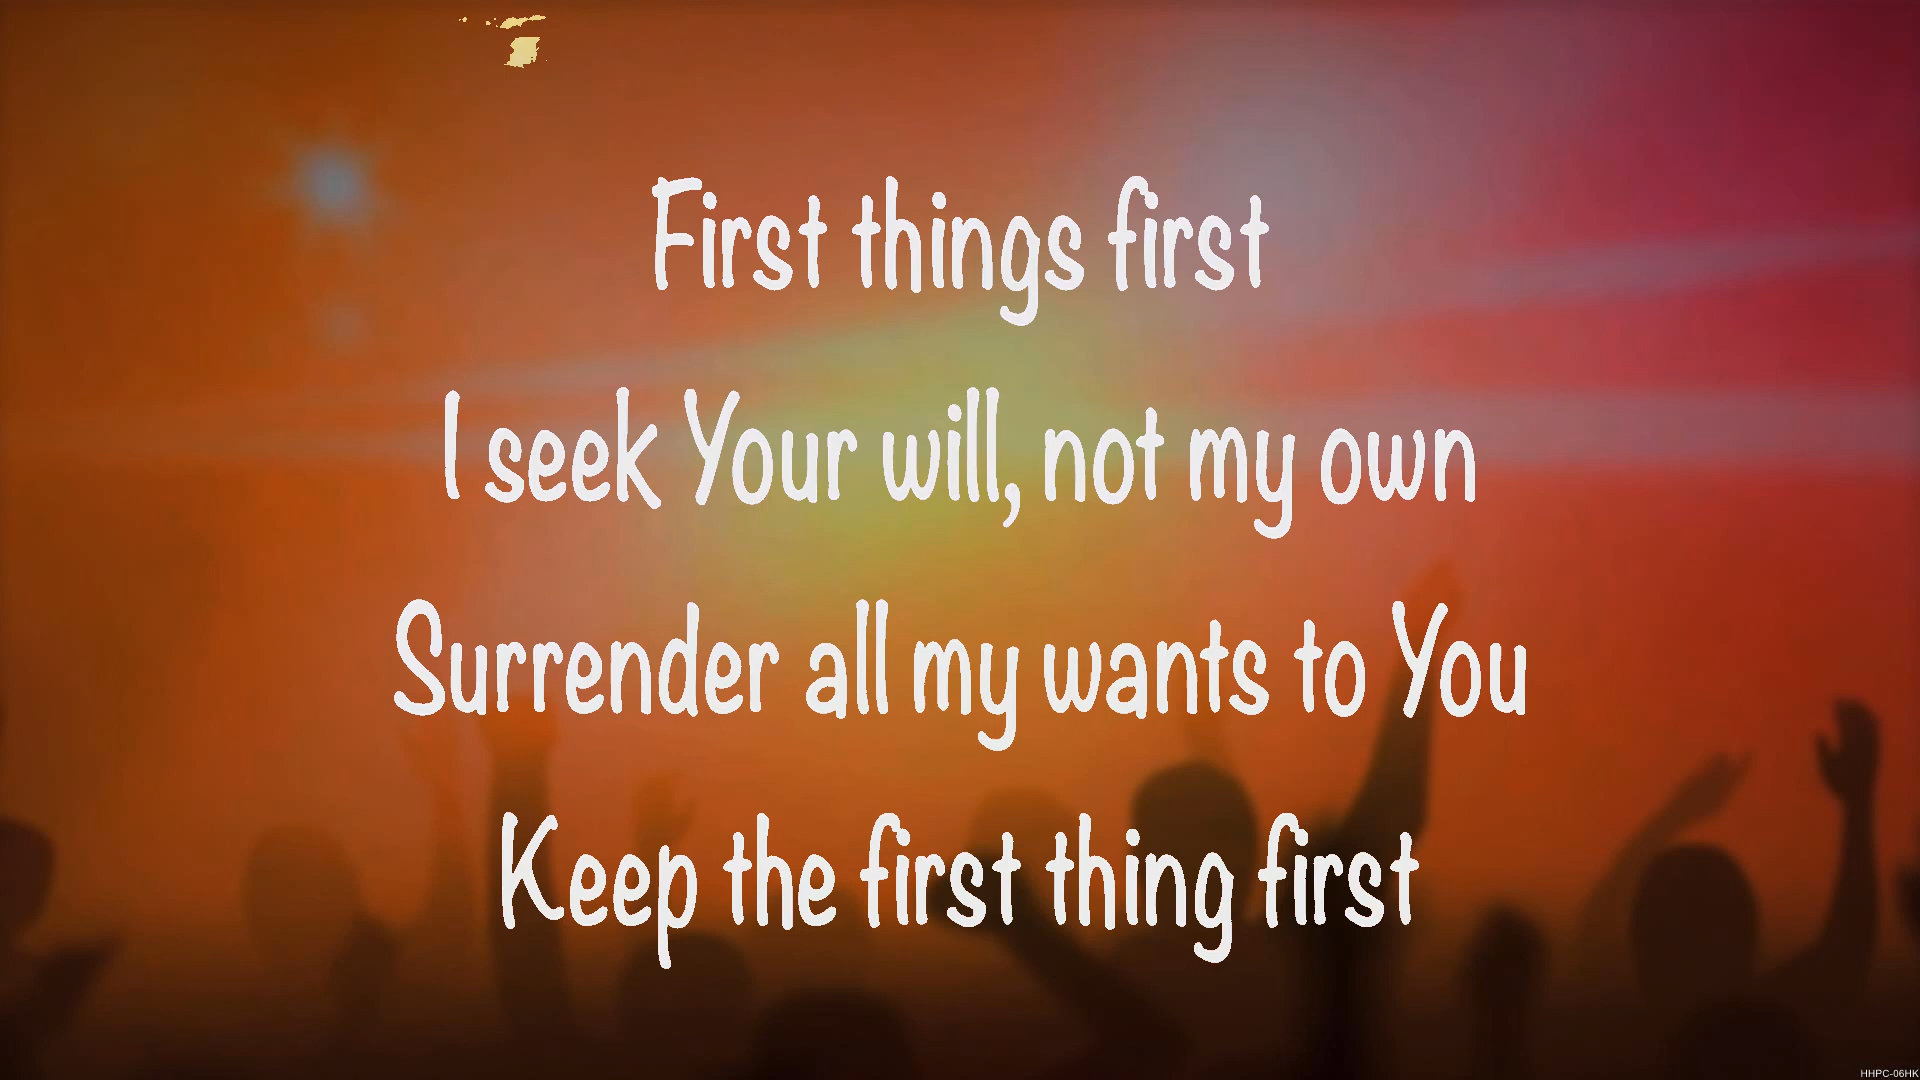 First things first
I seek Your will, not my own
Surrender all my wants to You
Keep the first thing first
HHPC-06HK